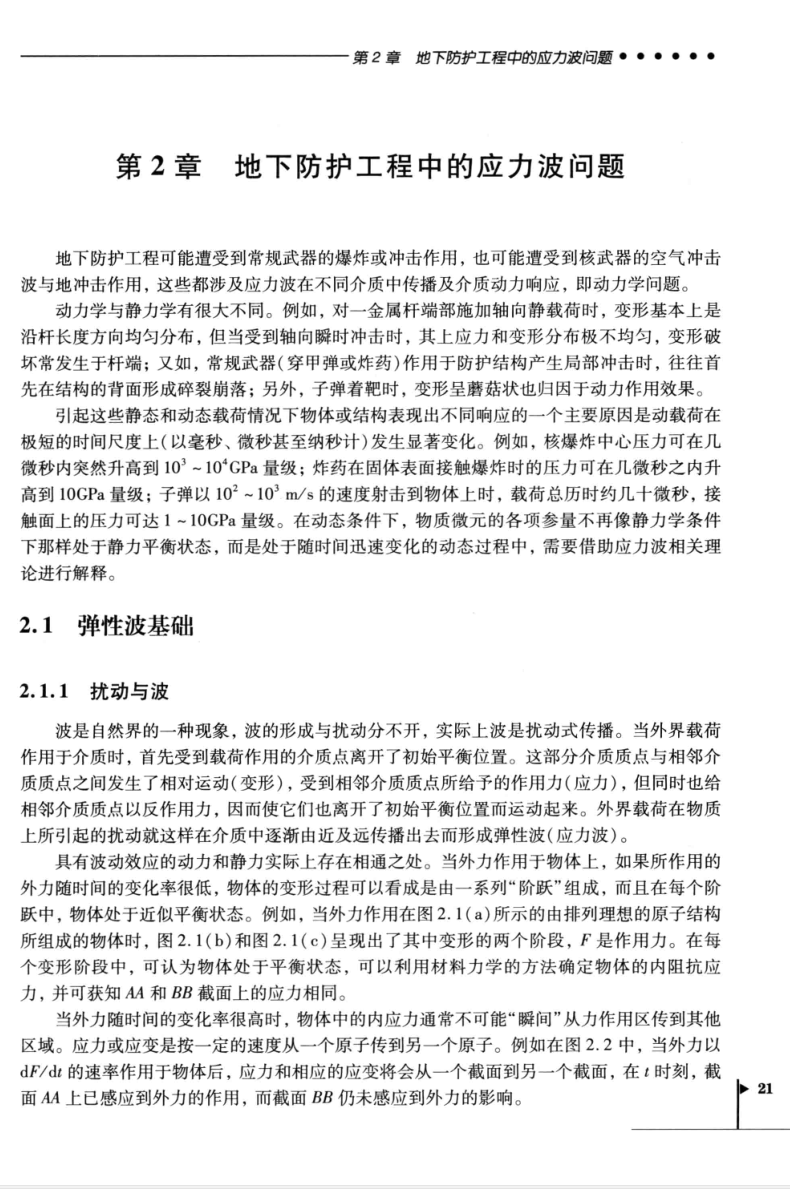 第 2 章 地下防护工程中的应力波问题 ● ● ● ● ● ●
第 2 章 地下防护工程中的应力波问题
地下防护工程可能遭受到常规武器的爆炸或冲击作用，也可能遭受到核武器的空气冲击
波与地冲击作用，这些都涉及应力波在不同介质中传播及介质动力响应，即动力学问题。
动力学与静力学有很大不同。例如，对一金属杆端部施加轴向静载荷时，变形基本上是
沿杆长度方向均匀分布，但当受到轴向瞬时冲击时，其上应力和变形分布极不均匀，变形破
坏常发生于杆端；又如，常规武器(穿甲弹或炸药)作用于防护结构产生局部冲击时，往往首
先在结构的背面形成碎裂崩落；另外，子弹着靶时，变形呈蘑菇状也归因于动力作用效果。
引起这些静态和动态载荷情况下物体或结构表现出不同响应的一个主要原因是动载荷在
极短的时间尺度上(以毫秒、微秒甚至纳秒计)发生显著变化。例如，核爆炸中心压力可在几
微秒内突然升高到 10³ ~ 10⁴GPa 量级；炸药在固体表面接触爆炸时的压力可在几微秒之内升
高到 10GPa 量级；子弹以 10² ~ 10³ m/s 的速度射击到物体上时，载荷总历时约几十微秒，接
触面上的压力可达 1 ~ 10GPa 量级。在动态条件下，物质微元的各项参量不再像静力学条件
下那样处于静力平衡状态，而是处于随时间迅速变化的动态过程中，需要借助应力波相关理
论进行解释。
2.1 弹性波基础
2.1.1 扰动与波
波是自然界的一种现象，波的形成与扰动分不开，实际上波是扰动式传播。当外界载荷
作用于介质时，首先受到载荷作用的介质点离开了初始平衡位置。这部分介质质点与相邻介
质质点之间发生了相对运动(变形)，受到相邻介质质点所给予的作用力(应力)，但同时也给
相邻介质质点以反作用力，因而使它们也离开了初始平衡位置而运动起来。外界载荷在物质
上所引起的扰动就这样在介质中逐渐由近及远传播出去而形成弹性波(应力波)。
具有波动效应的动力和静力实际上存在相通之处。当外力作用于物体上，如果所作用的
外力随时间的变化率很低，物体的变形过程可以看成是由一系列“阶跃”组成，而且在每个阶
跃中，物体处于近似平衡状态。例如，当外力作用在图 2.1(a)所示的由排列理想的原子结构
所组成的物体时，图 2.1(b)和图 2.1(c)呈现出了其中变形的两个阶段，F 是作用力。在每
个变形阶段中，可认为物体处于平衡状态，可以利用材料力学的方法确定物体的内阻抗应
力，并可获知 AA 和 BB 截面上的应力相同。
当外力随时间的变化率很高时，物体中的内应力通常不可能“瞬间”从力作用区传到其他
区域。应力或应变是按一定的速度从一个原子传到另一个原子。例如在图 2.2 中，当外力以
dF/dt 的速率作用于物体后，应力和相应的应变将会从一个截面到另一个截面，在 t 时刻，截
面 AA 上已感应到外力的作用，而截面 BB 仍未感应到外力的影响。
▶ 21